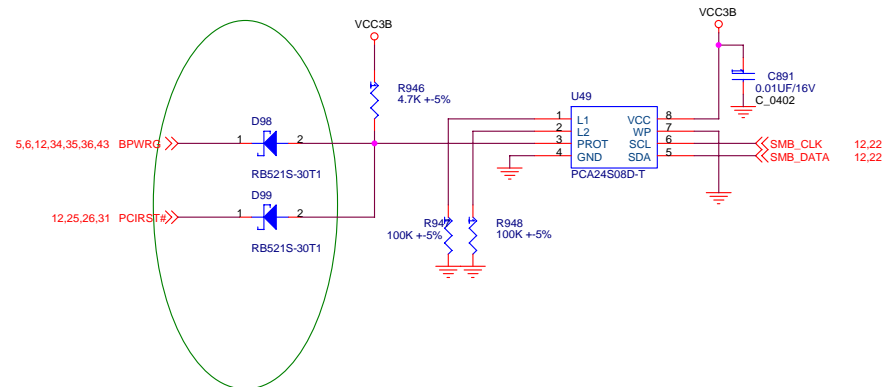 VCC3B
VCC3B
R946
4.7K +-5%
C891
0.01UF/16V
C_0402
U49
D98
1
2
5,6,12,34,35,36,43 BPWRG
RB521S-30T1
1 L1 VCC 8
2 L2 WP 7
3 PROT SCL 6
4 GND SDA 5
PCA24S08D-T
SMB_CLK 12,22
SMB_DATA 12,22
D99
1
2
12,25,26,31 PCIRST#
RB521S-30T1
R947
100K +-5%
R948
100K +-5%